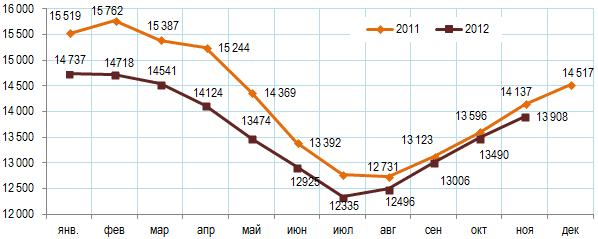 16 000
15 500
15 000
14 500
14 000
13 500
13 000
12 500
12 000
15 519
15 762
15 387
15 244
14 369
13 392
12 731
13 123
13 596
14 137
14 517
14 737
14718
14541
14124
13474
12925
12335
12496
13006
13490
13 908
2011
2012
янв.
фев
мар
апр
май
июн
июл
авг
сен
окт
ноя
дек